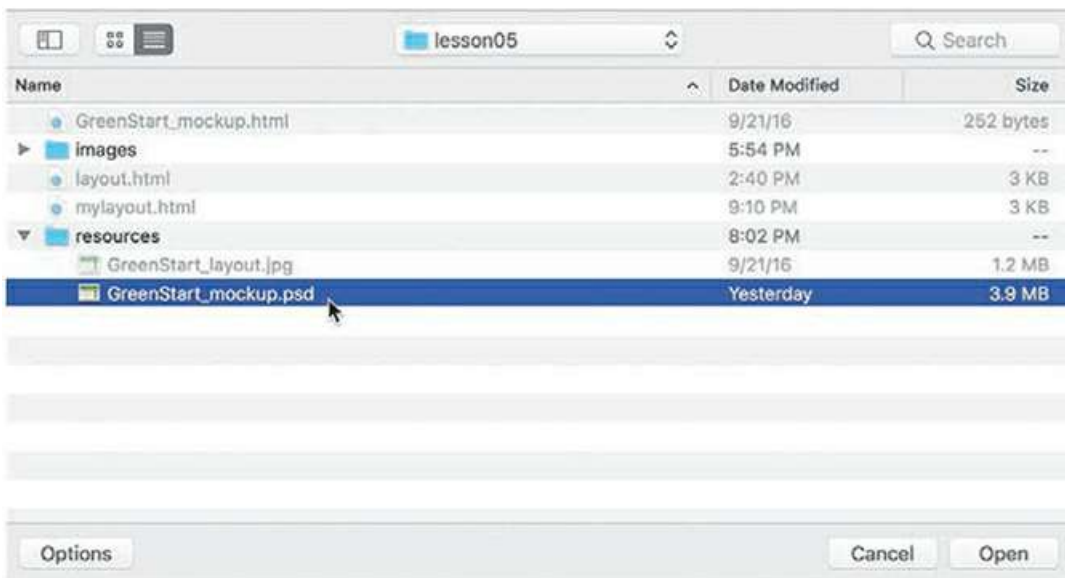 lesson05 Search
Name Date Modified Size
GreenStart_mockup.html 9/21/16 252 bytes
images 5:54 PM --
layout.html 2:40 PM 3 KB
mylayout.html 9:10 PM 3 KB
resources 8:02 PM --
GreenStart_layout.jpg 9/21/16 1.2 MB
GreenStart_mockup.psd Yesterday 3.9 MB
Options Cancel Open